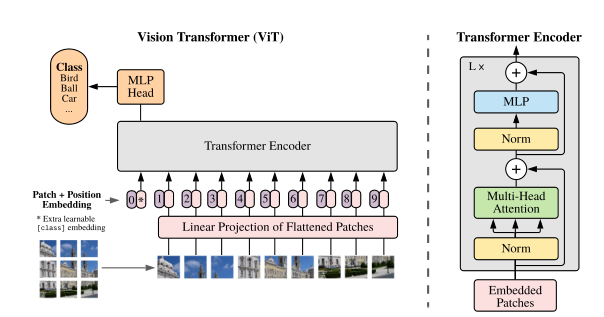 Vision Transformer (ViT)
Class
Bird
Ball
Car
...
MLP
Head
Transformer Encoder
Patch + Position
Embedding
0 * 1 2 3 4 5 6 7 8 9
* Extra learnable
[class] embedding
Linear Projection of Flattened Patches
Transformer Encoder
L x
+
MLP
Norm
+
Multi-Head
Attention
Norm
Embedded
Patches